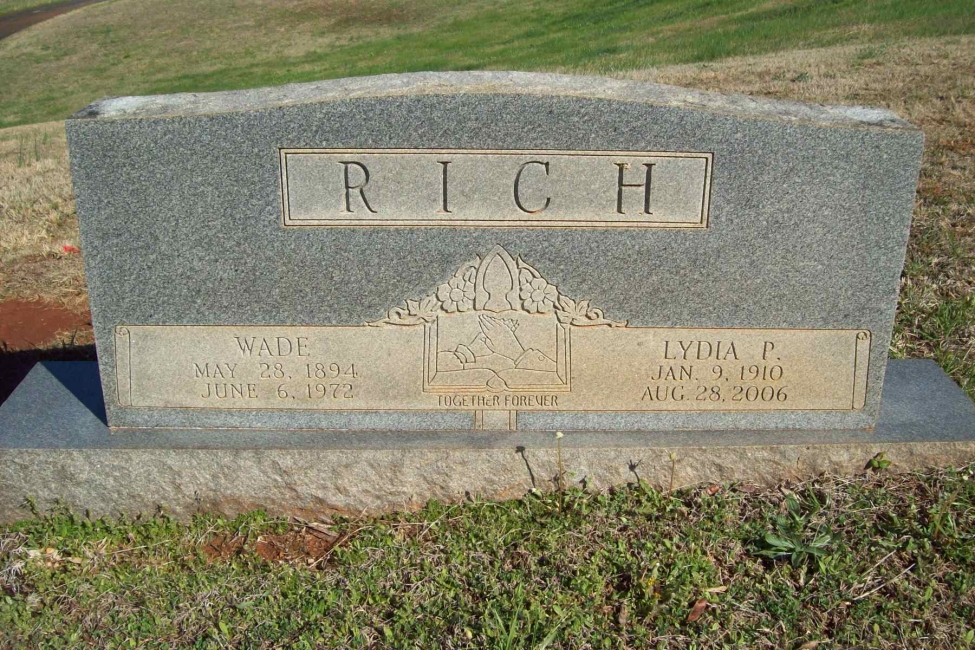 RICH
WADE
MAY 28, 1894
JUNE 6, 1972
TOGETHER FOREVER
LYDIA P.
JAN. 9, 1910
AUG. 28, 2006